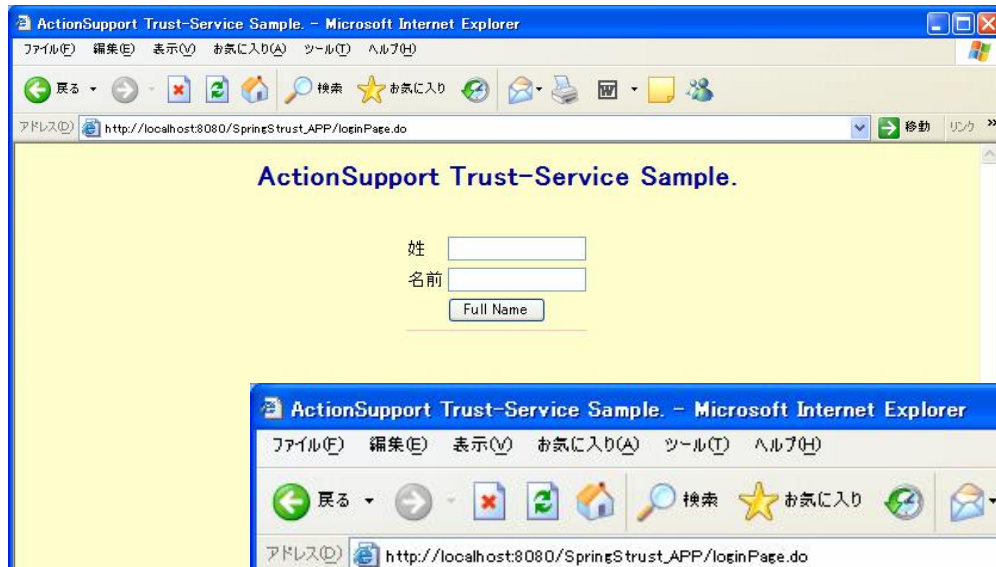 ActionSupport Trust-Service Sample. - Microsoft Internet Explorer
ファイル(F) 編集(E) 表示(V) お気に入り(A) ツール(T) ヘルプ(H)
戻る 検索 お気に入り
アドレス(D) http://localhost:8080/SpringStrust_APP/loginPage.do 移動 リンク »
ActionSupport Trust-Service Sample.
姓
名前
Full Name
ActionSupport Trust-Service Sample. - Microsoft Internet Explorer
ファイル(F) 編集(E) 表示(V) お気に入り(A) ツール(T) ヘルプ(H)
戻る 検索 お気に入り
アドレス(D) http://localhost:8080/SpringStrust_APP/loginPage.do